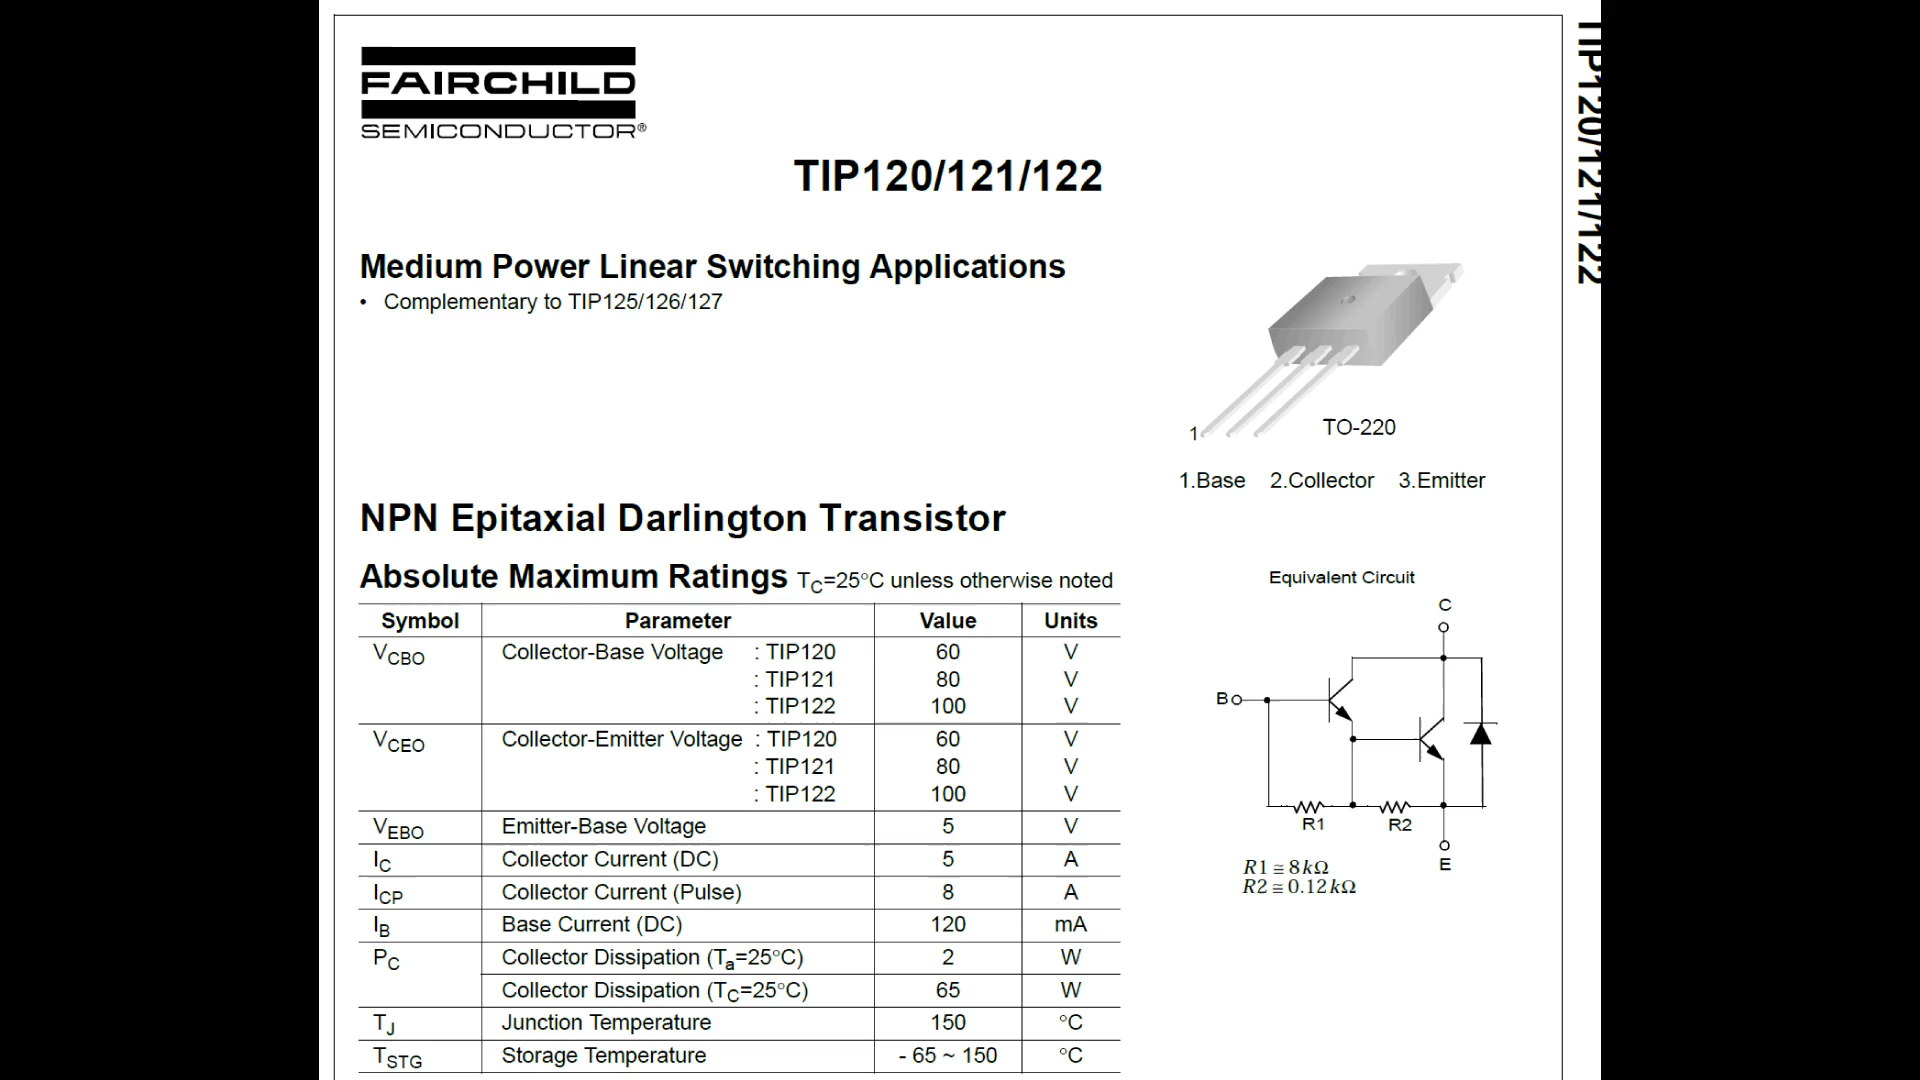 FAIRCHILD
SEMICONDUCTOR®
TIP120/121/122
TIP120/121/122
Medium Power Linear Switching Applications
• Complementary to TIP125/126/127
1
TO-220
1.Base 2.Collector 3.Emitter
NPN Epitaxial Darlington Transistor
Absolute Maximum Ratings TC=25°C unless otherwise noted
Symbol Parameter Value Units
VCBO Collector-Base Voltage : TIP120 60 V
: TIP121 80 V
: TIP122 100 V
VCEO Collector-Emitter Voltage : TIP120 60 V
: TIP121 80 V
: TIP122 100 V
VEBO Emitter-Base Voltage 5 V
IC Collector Current (DC) 5 A
ICP Collector Current (Pulse) 8 A
IB Base Current (DC) 120 mA
PC Collector Dissipation (Ta=25°C) 2 W
Collector Dissipation (TC=25°C) 65 W
TJ Junction Temperature 150 °C
TSTG Storage Temperature - 65 ~ 150 °C
Equivalent Circuit
C
B
R1 R2
E
R1 ≅ 8kΩ
R2 ≅ 0.12kΩ